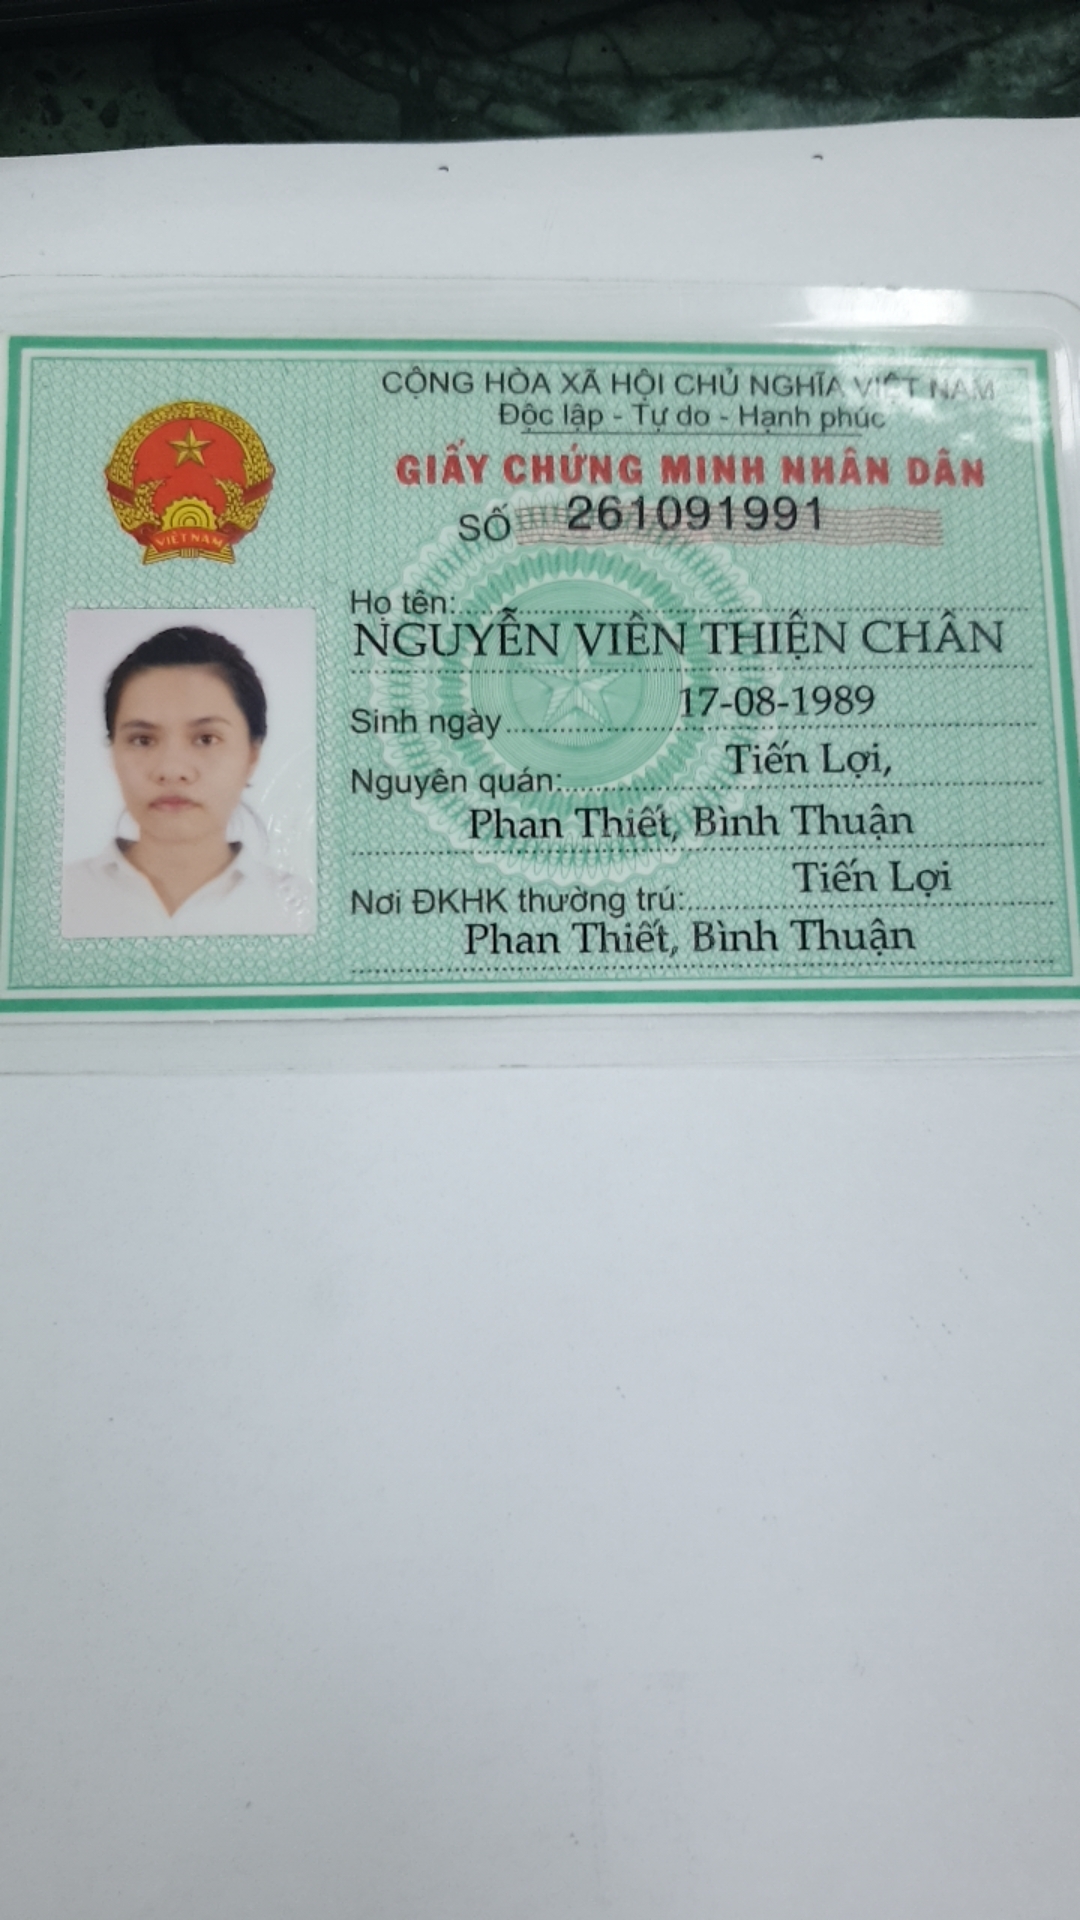 CỘNG HÒA XÃ HỘI CHỦ NGHĨA VIỆT NAM
Độc lập - Tự do - Hạnh phúc
GIẤY CHỨNG MINH NHÂN DÂN
SỐ 261091991
VIỆT NAM
Họ tên:
NGUYỄN VIÊN THIỆN CHÂN
Sinh ngày 17-08-1989
Nguyên quán: Tiến Lợi,
Phan Thiết, Bình Thuận
Nơi ĐKHK thường trú: Tiến Lợi
Phan Thiết, Bình Thuận